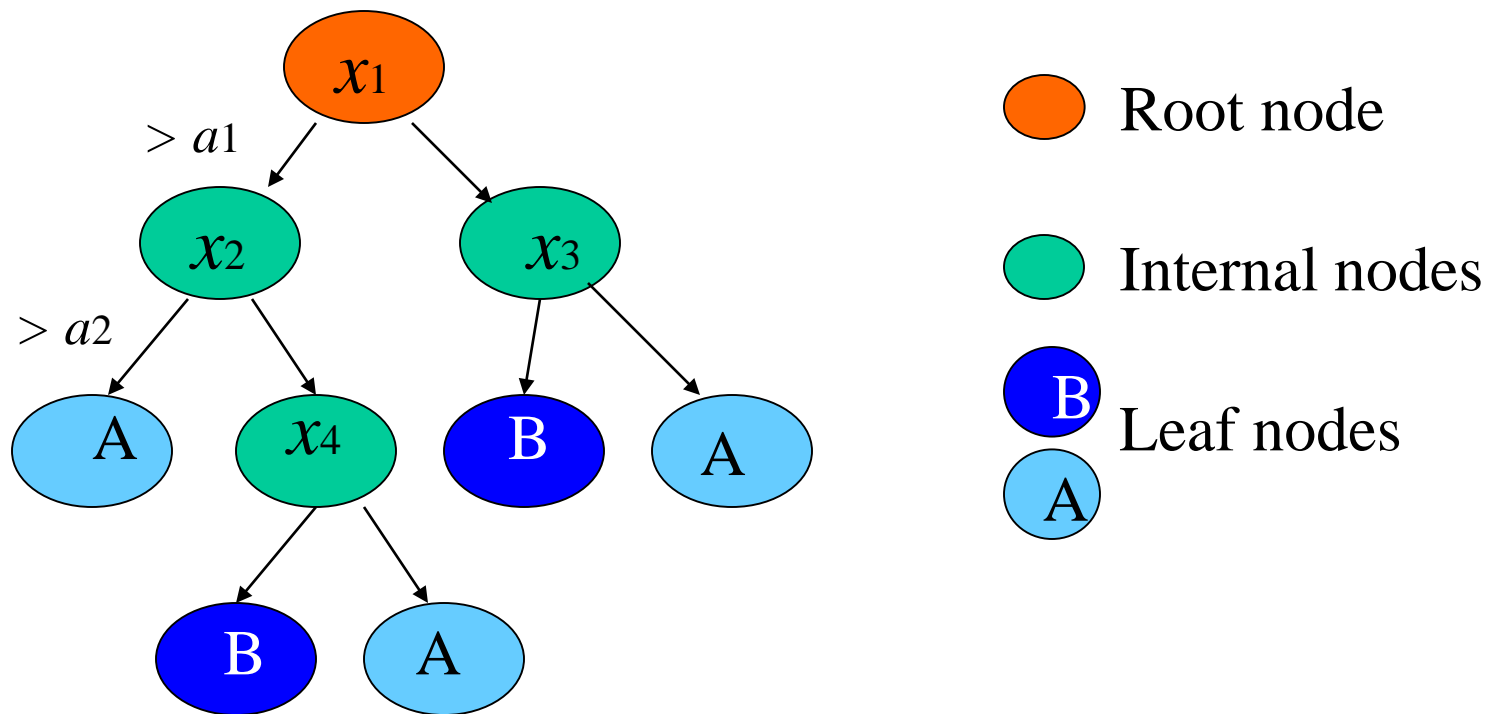 x1
> a1
x2
x3
> a2
A
x4
B
A
B
A
Root node
Internal nodes
B
Leaf nodes
A